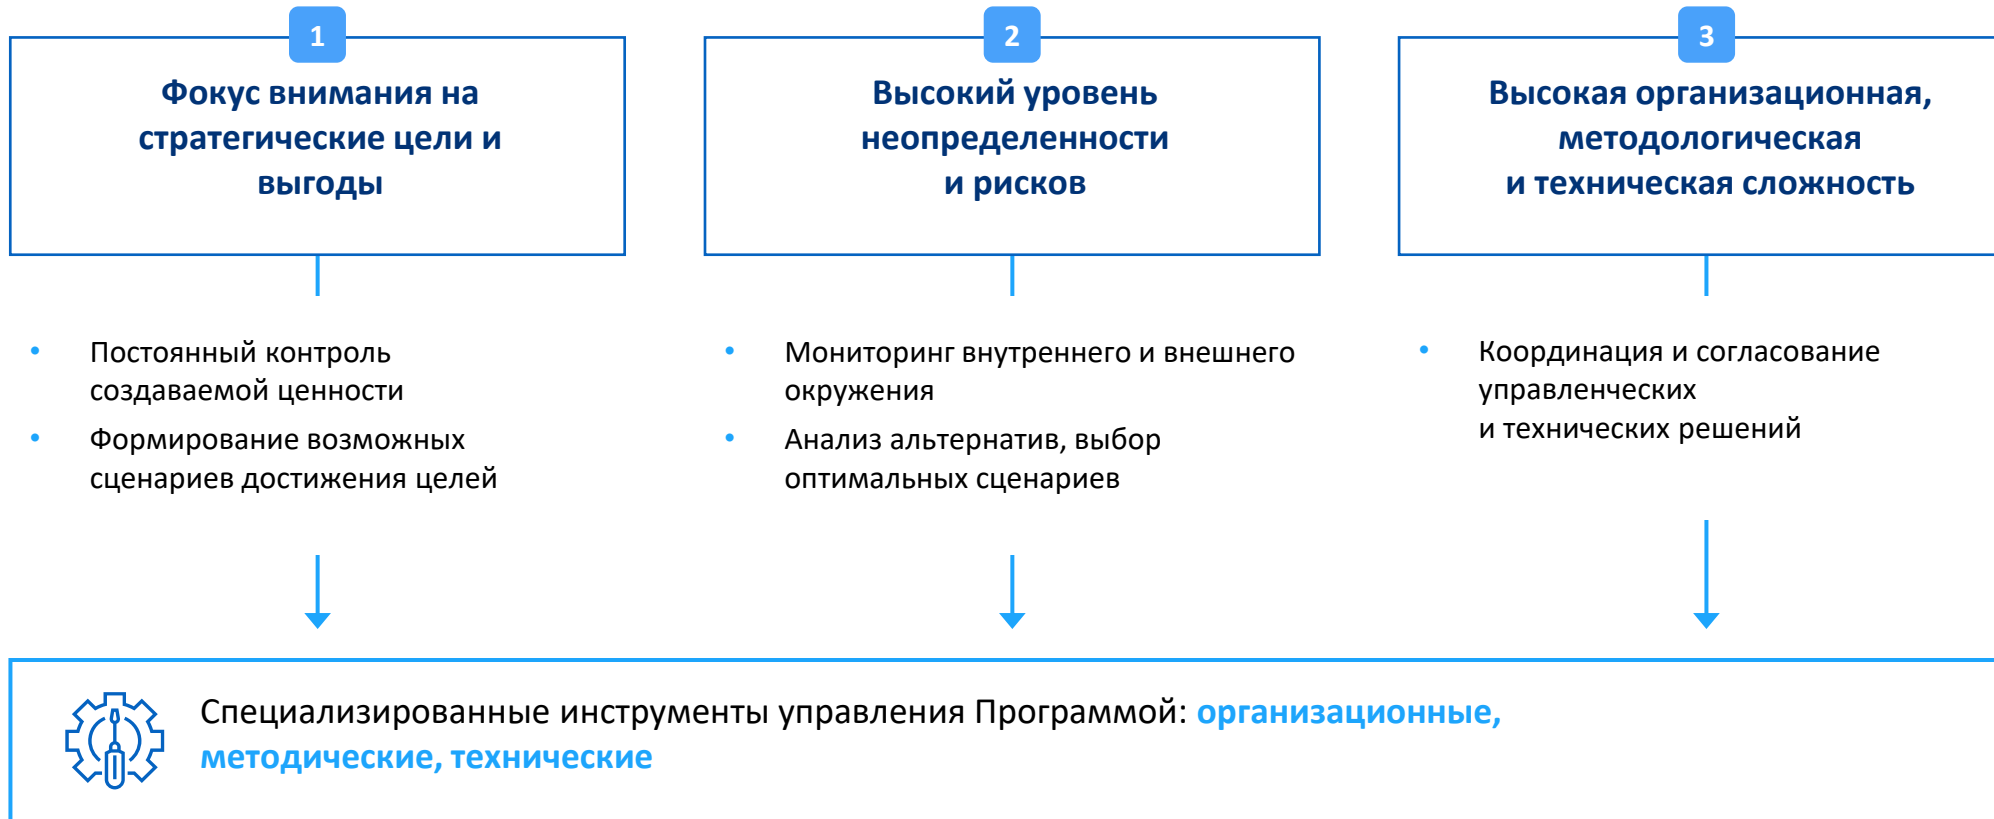 1
Фокус внимания на
стратегические цели и
выгоды
Постоянный контроль
создаваемой ценности
Формирование возможных
сценариев достижения целей
2
Высокий уровень
неопределенности
и рисков
Мониторинг внутреннего и внешнего
окружения
Анализ альтернатив, выбор
оптимальных сценариев
3
Высокая организационная,
методологическая
и техническая сложность
Координация и согласование
управленческих
и технических решений
Специализированные инструменты управления Программой: организационные,
методические, технические